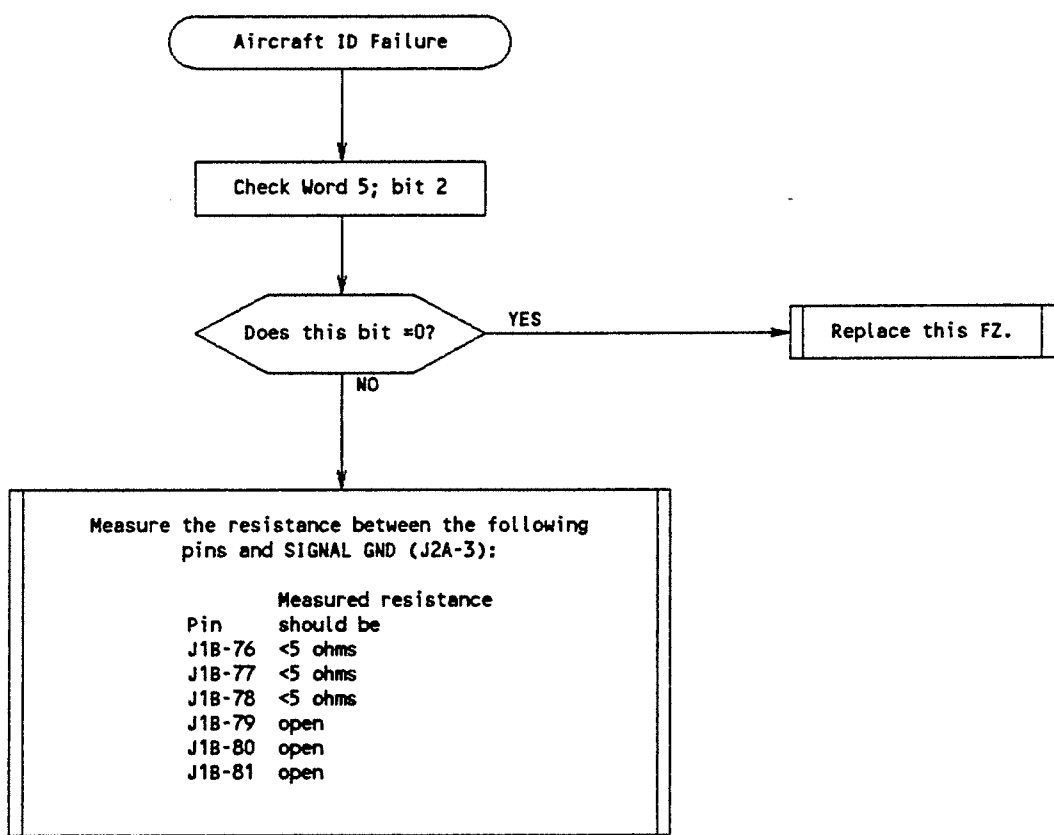 Aircraft ID Failure
Check Word 5; bit 2
Does this bit =0?
YES
Replace this FZ.
NO
Measure the resistance between the following
pins and SIGNAL GND (J2A-3):
Measured resistance
Pin should be
J1B-76 <5 ohms
J1B-77 <5 ohms
J1B-78 <5 ohms
J1B-79 open
J1B-80 open
J1B-81 open